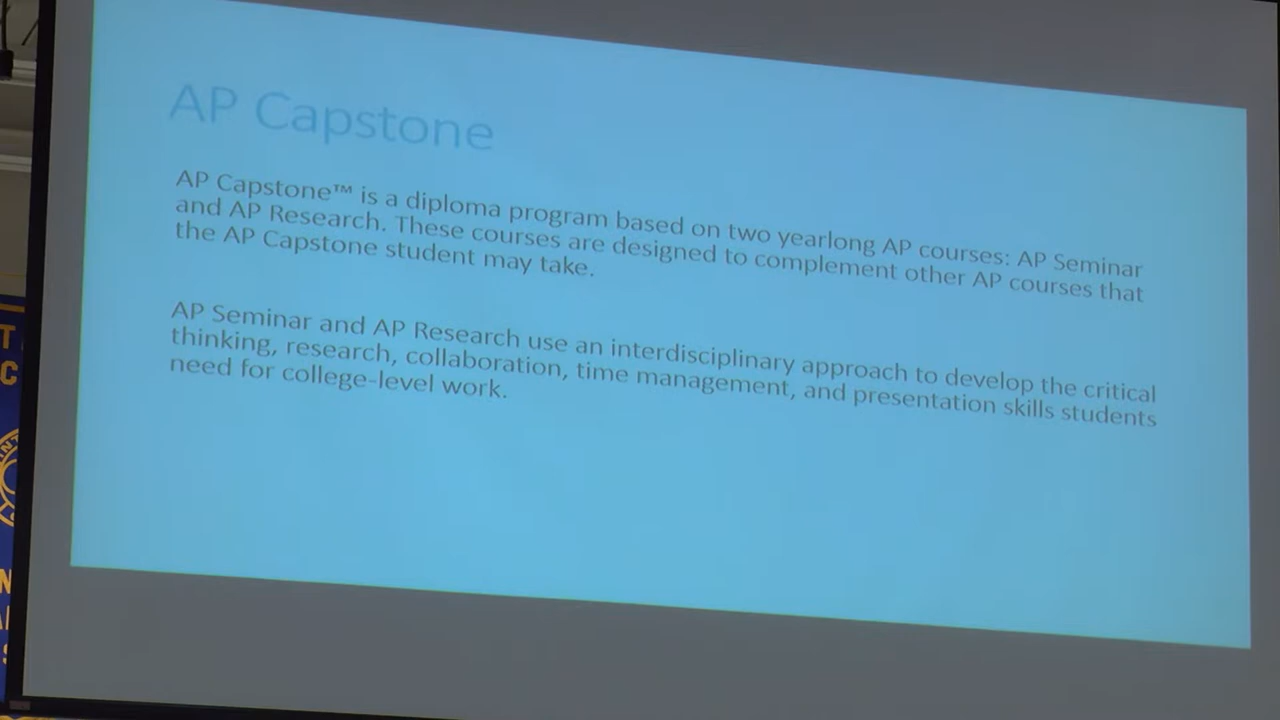 AP Capstone
AP Capstone™ is a diploma program based on two yearlong AP courses: AP Seminar
and AP Research. These courses are designed to complement other AP courses that
the AP Capstone student may take.
AP Seminar and AP Research use an interdisciplinary approach to develop the critical
thinking, research, collaboration, time management, and presentation skills students
need for college-level work.